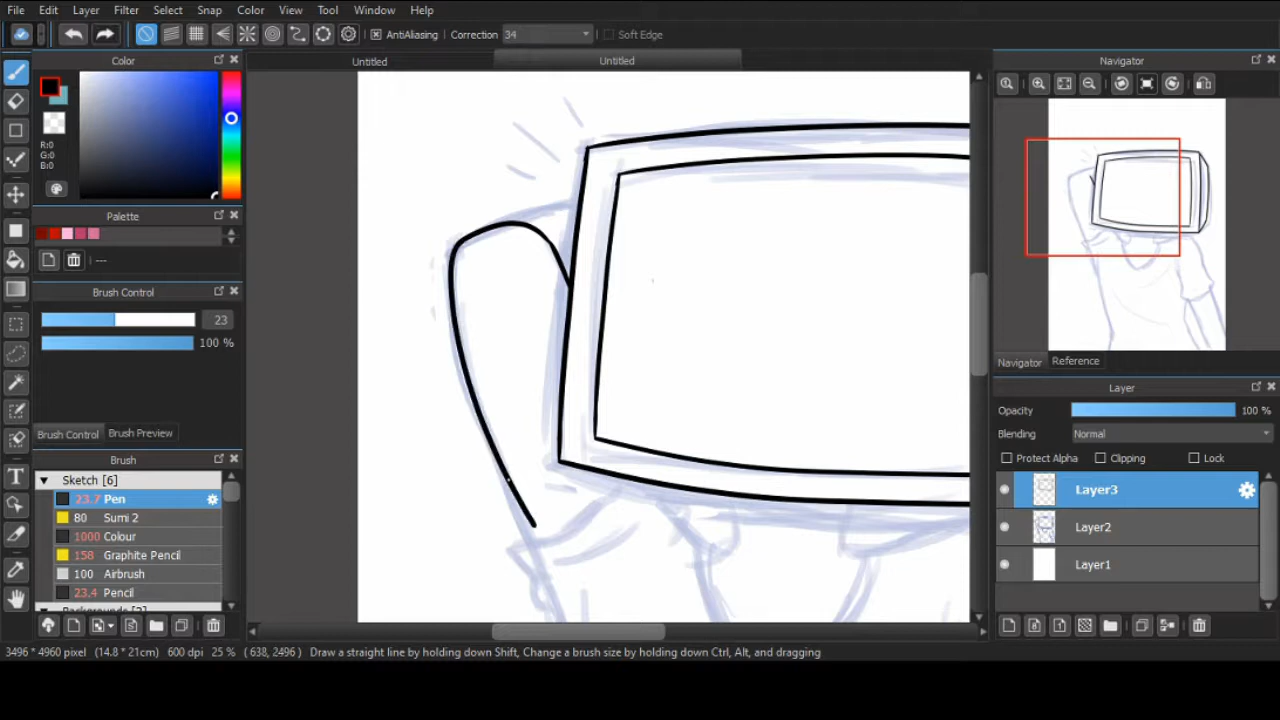 File Edit Layer Filter Select Snap Color View Tool Window Help
AntiAliasing Correction 34 Soft Edge
Color
R:0
G:0
B:0
Palette
---
Brush Control
23
100 %
Brush Control Brush Preview
Brush
Sketch [6]
23.7 Pen
80 Sumi 2
1000 Colour
158 Graphite Pencil
100 Airbrush
23.4 Pencil
Untitled Untitled
Navigator
Navigator Reference
Layer
Opacity 100 %
Blending Normal
Protect Alpha Clipping Lock
Layer3
Layer2
Layer1
3496 * 4960 pixel (14.8 * 21cm) 600 dpi 25 % ( 638, 2496 ) Draw a straight line by holding down Shift, Change a brush size by holding down Ctrl, Alt, and dragging